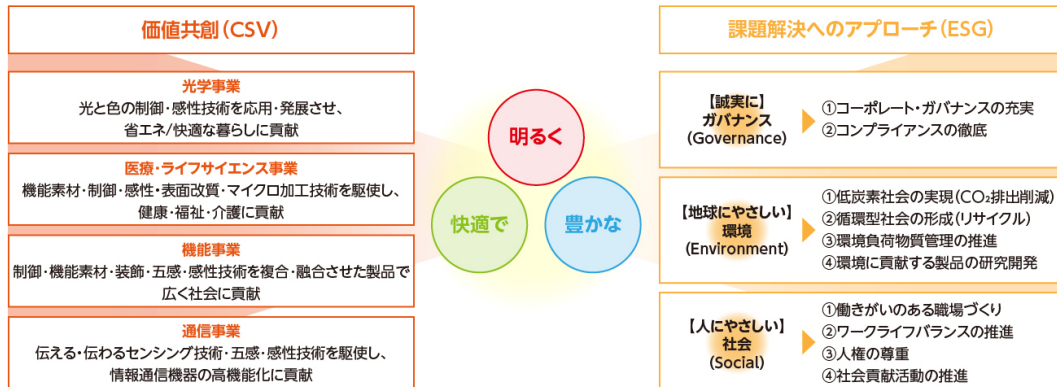 価値共創(CSV)
光学事業
光と色の制御・感性技術を応用・発展させ、
省エネ/快適な暮らしに貢献
医療・ライフサイエンス事業
機能素材・制御・感性・表面改質・マイクロ加工技術を駆使し、
健康・福祉・介護に貢献
機能事業
制御・機能素材・装飾・五感・感性技術を複合・融合させた製品で
広く社会に貢献
通信事業
伝える・伝わるセンシング技術・五感・感性技術を駆使し、
情報通信機器の高機能化に貢献
明るく
快適で
豊かな
課題解決へのアプローチ(ESG)
【誠実に】
ガバナンス
(Governance)
①コーポレート・ガバナンスの充実
②コンプライアンスの徹底
【地球にやさしい】
環境
(Environment)
①低炭素社会の実現(CO₂排出削減)
②循環型社会の形成(リサイクル)
③環境負荷物質管理の推進
④環境に貢献する製品の研究開発
【人にやさしい】
社会
(Social)
①働きがいのある職場づくり
②ワークライフバランスの推進
③人権の尊重
④社会貢献活動の推進